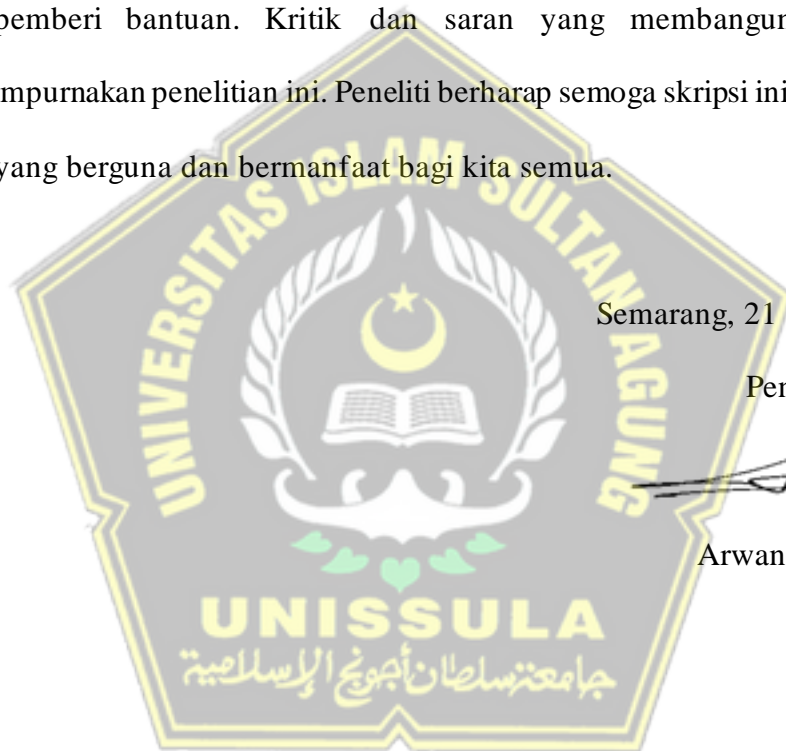 pemberi bantuan. Kritik dan saran yang membangun
mpurnakan penelitian ini. Peneliti berharap semoga skripsi ini
yang berguna dan bermanfaat bagi kita semua.
UNIVERSITAS ISLAM SULTAN AGUNG
Semarang, 21
Pen
Arwan
UNISSULA
جامعة سلطان أجونج الإسلامية